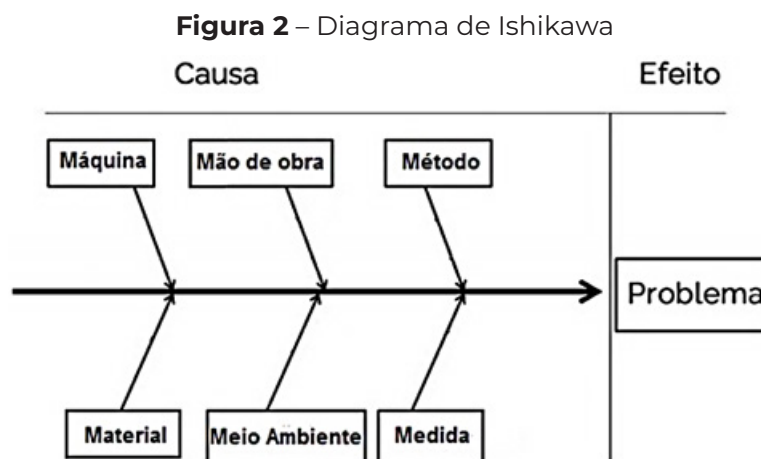 Figura 2 – Diagrama de Ishikawa
Causa
Efeito
Máquina
Mão de obra
Método
Problema
Material
Meio Ambiente
Medida